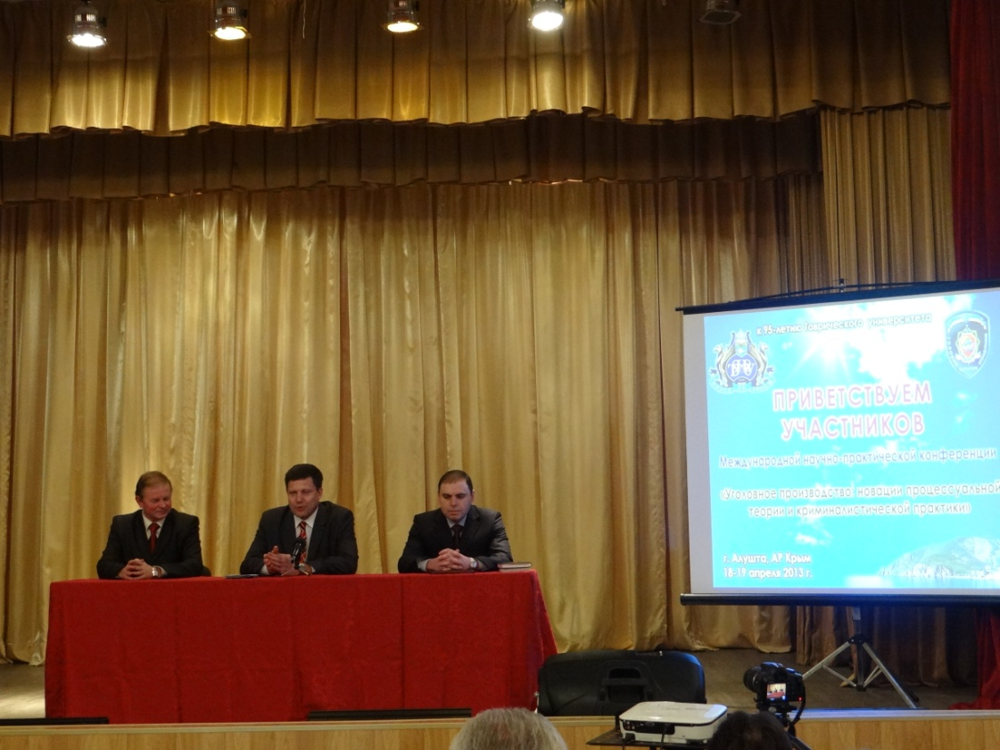 к 95-летию Таврического университета
ПРИВЕТСТВУЕМ
УЧАСТНИКОВ
Международной научно-практической конференции
«Уголовное производство: новации процессуальной
теории и криминалистической практики»
г. Алушта, АР Крым
18-19 апреля 2013 г.